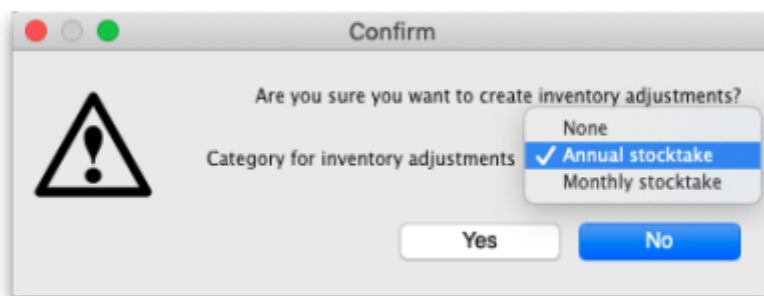 Confirm
Are you sure you want to create inventory adjustments?
Category for inventory adjustments
None
✓ Annual stocktake
Monthly stocktake
Yes
No